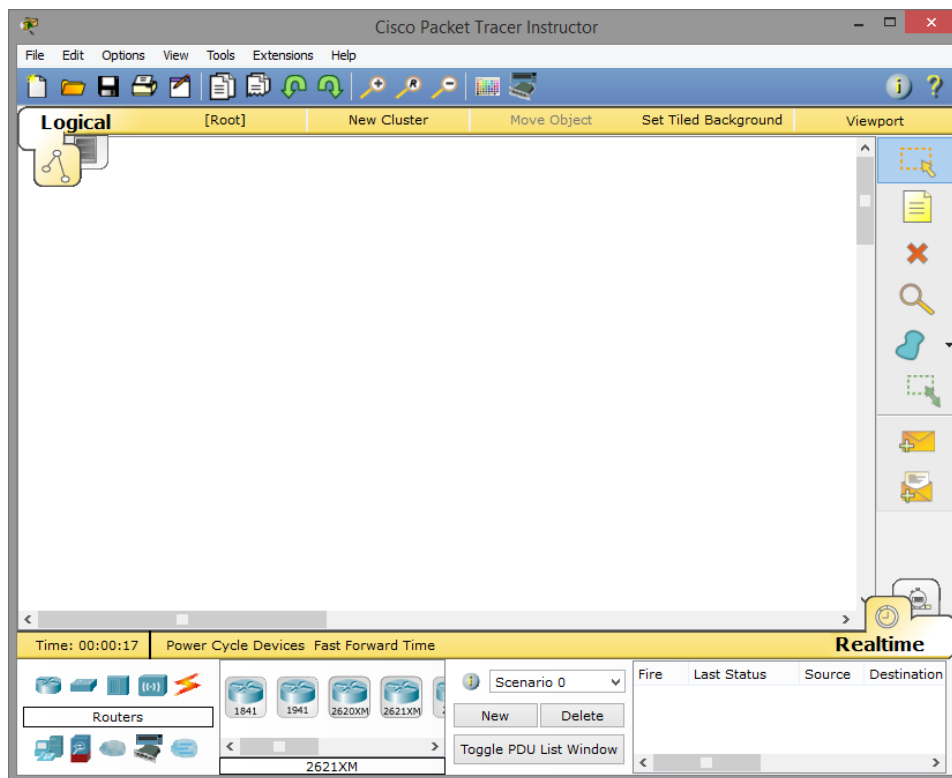 Cisco Packet Tracer Instructor
File Edit Options View Tools Extensions Help
Logical [Root] New Cluster Move Object Set Tiled Background Viewport
Time: 00:00:17 Power Cycle Devices Fast Forward Time Realtime
Routers
1841 1941 2620XM 2621XM
2621XM
Scenario 0
New Delete
Toggle PDU List Window
Fire Last Status Source Destination